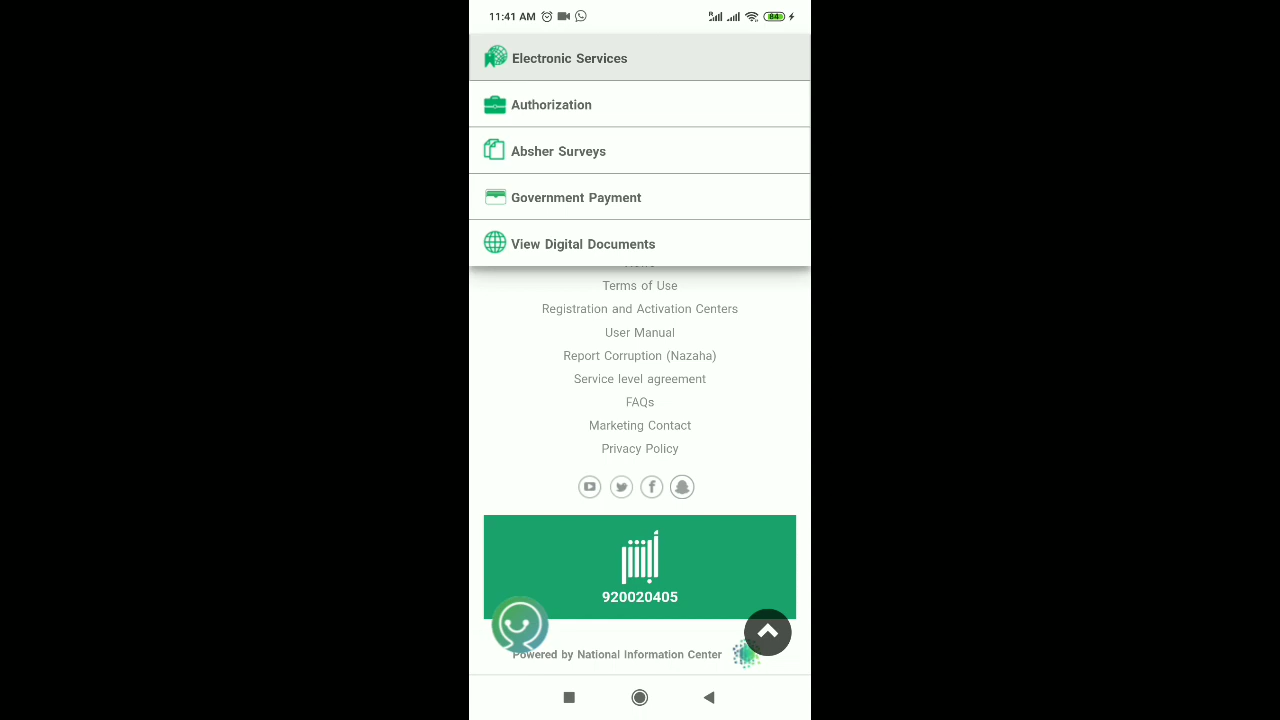 11:41 AM
R
84
Electronic Services
Authorization
Absher Surveys
Government Payment
View Digital Documents
Terms of Use
Registration and Activation Centers
User Manual
Report Corruption (Nazaha)
Service level agreement
FAQs
Marketing Contact
Privacy Policy
أبشر
920020405
Powered by National Information Center